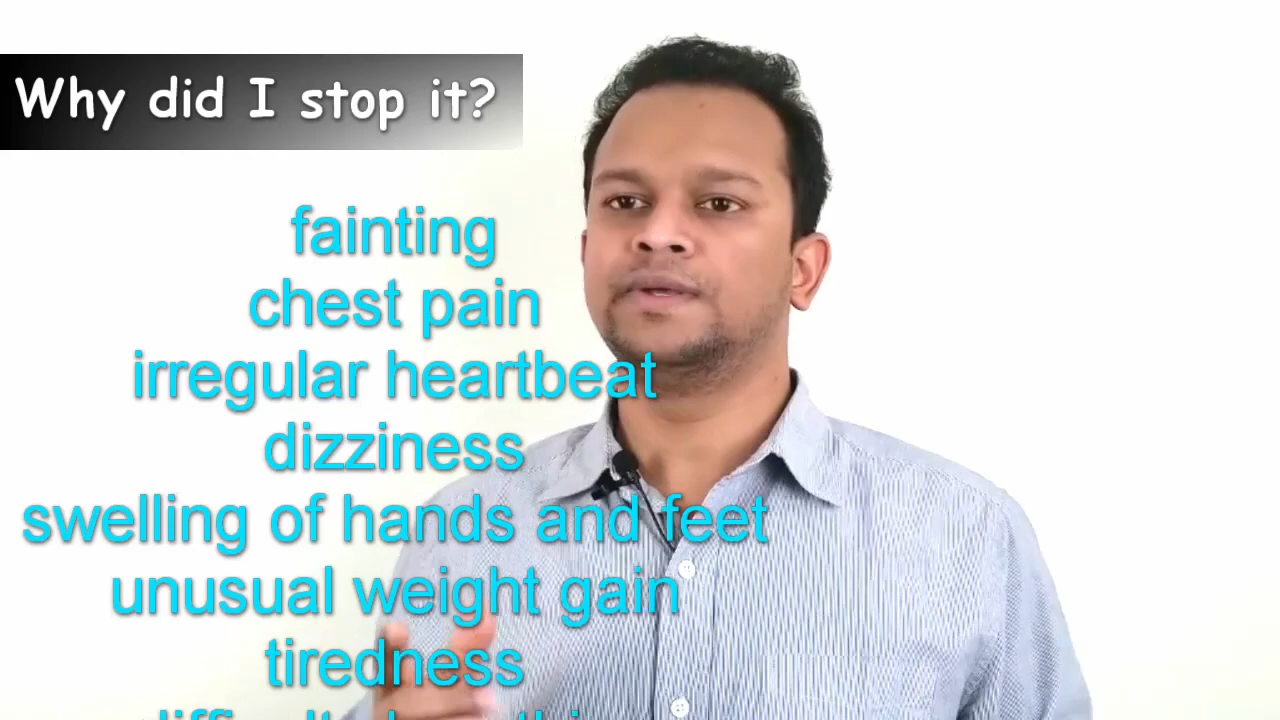 Why did I stop it?
fainting
chest pain
irregular heartbeat
dizziness
swelling of hands and feet
unusual weight gain
tiredness